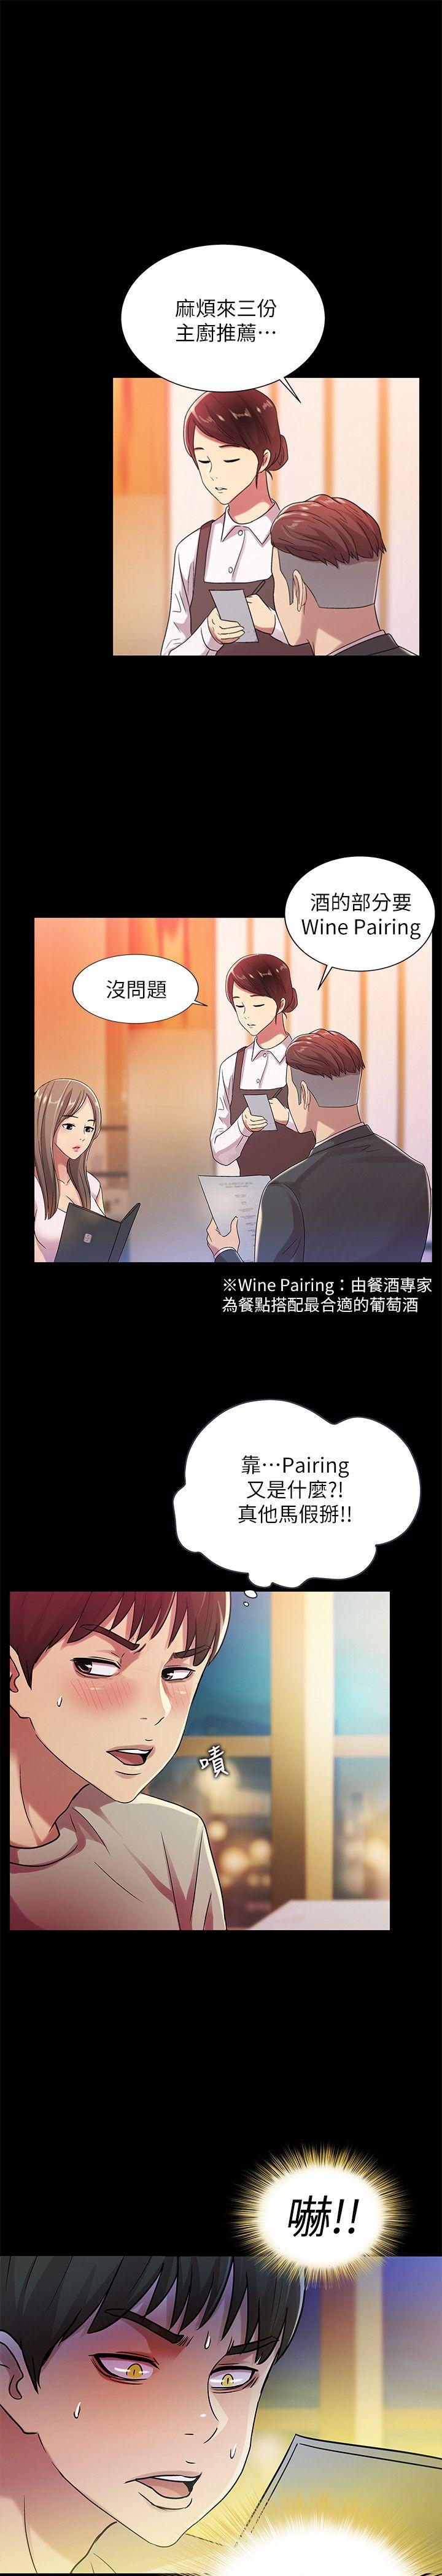 麻煩來三份
主廚推薦⋯
酒的部分要
Wine Pairing
沒問題
※Wine Pairing：由餐酒專家
為餐點搭配最合適的葡萄酒
靠⋯Pairing
又是什麼?!
真他馬假掰!!
嘖
嚇!!